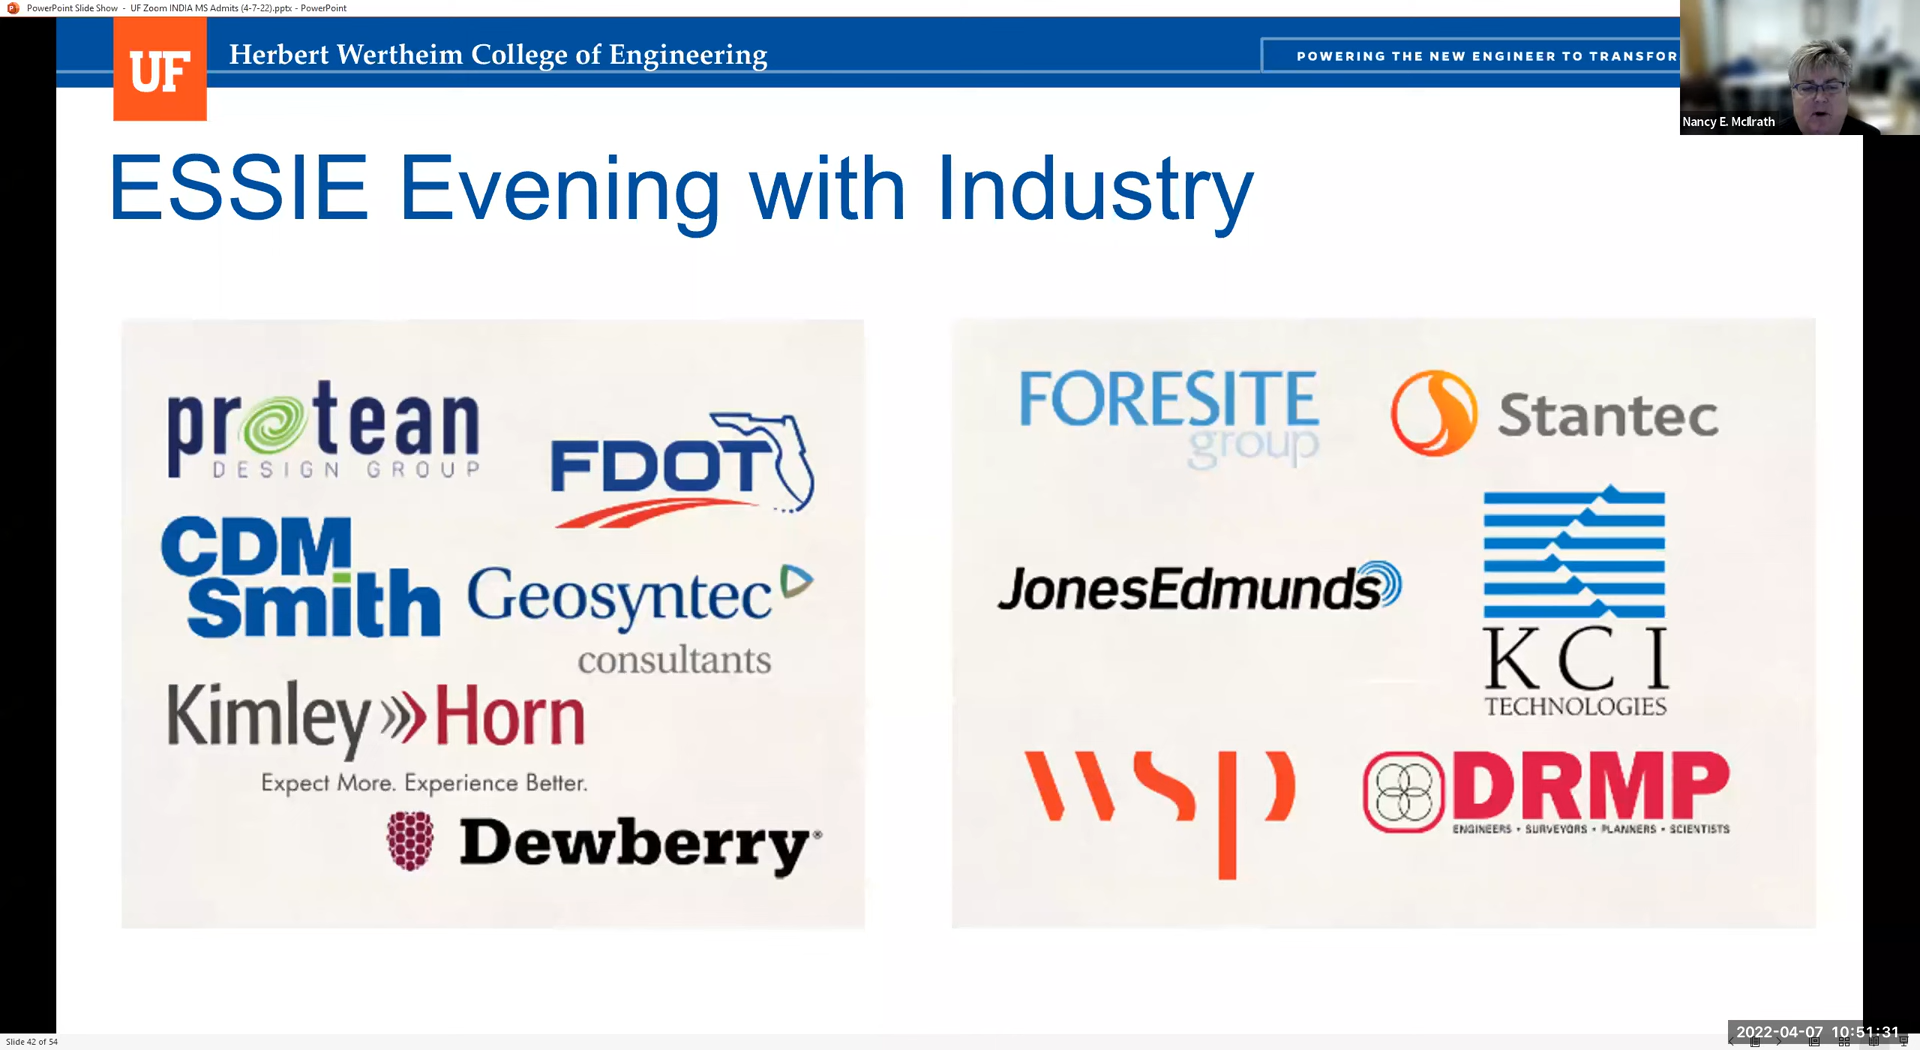 PowerPoint Slide Show - UF Zoom INDIA MS Admits (4-7-22).pptx - PowerPoint
UF
Herbert Wertheim College of Engineering
POWERING THE NEW ENGINEER TO TRANSFOR
Nancy E. McIlrath
ESSIE Evening with Industry
protean
DESIGN GROUP
FDOT
CDM
Smith
Geosyntec
consultants
Kimley Horn
Expect More. Experience Better.
Dewberry®
FORESITE
group
Stantec
JonesEdmunds
KCI
TECHNOLOGIES
wsp
DRMP
ENGINEERS • SURVEYORS • PLANNERS • SCIENTISTS
Slide 42 of 54
2022-04-07 10:51:31